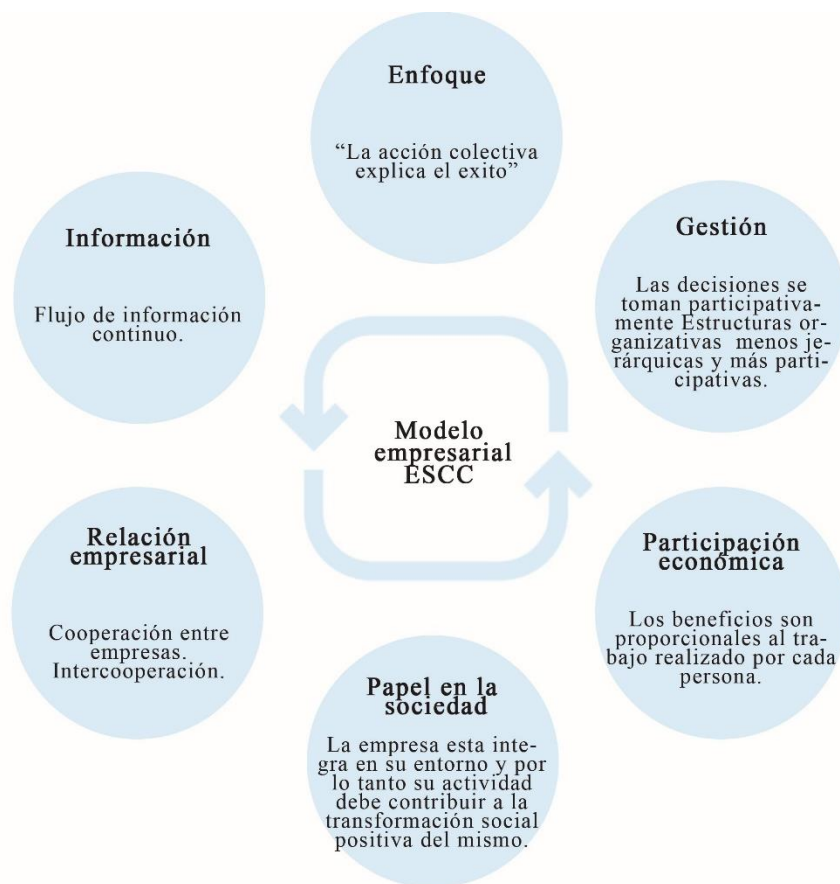 Enfoque
“La acción colectiva
explica el exito”
Información
Flujo de información
continuo.
Gestión
Las decisiones se
toman participativa-
mente Estructuras or-
ganizativas menos je-
rárquicas y más parti-
cipativas.
Modelo
empresarial
ESCC
Relación
empresarial
Cooperación entre
empresas.
Intercooperación.
Participación
económica
Los beneficios son
proporcionales al tra-
bajo realizado por cada
persona.
Papel en la
sociedad
La empresa esta inte-
gra en su entorno y por
lo tanto su actividad
debe contribuir a la
transformación social
positiva del mismo.